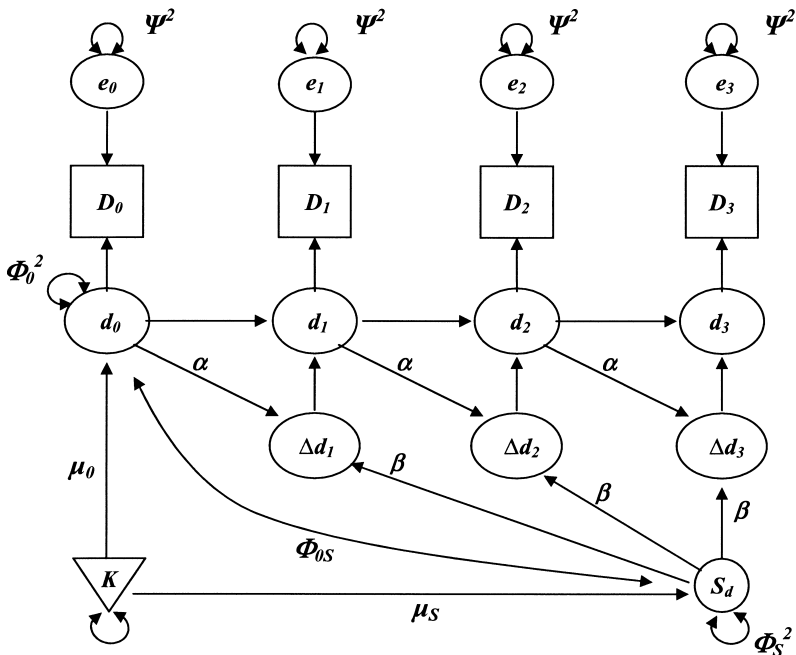 Ψ² Ψ² Ψ² Ψ²
e₀ e₁ e₂ e₃
D₀ D₁ D₂ D₃
Φ₀²
d₀ d₁ d₂ d₃
α α α
Δd₁ Δd₂ Δd₃
μ₀ β β β
Φ₀S
K S_d
μS
ΦS²